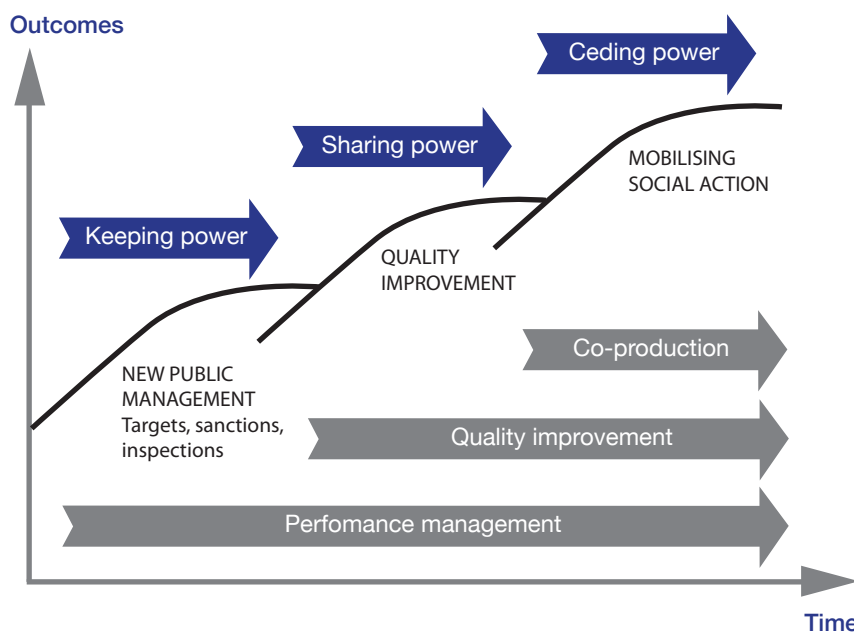 Outcomes
Ceding power
Sharing power
MOBILISING
SOCIAL ACTION
Keeping power
QUALITY
IMPROVEMENT
Co-production
NEW PUBLIC
MANAGEMENT
Targets, sanctions,
inspections
Quality improvement
Perfomance management
Time